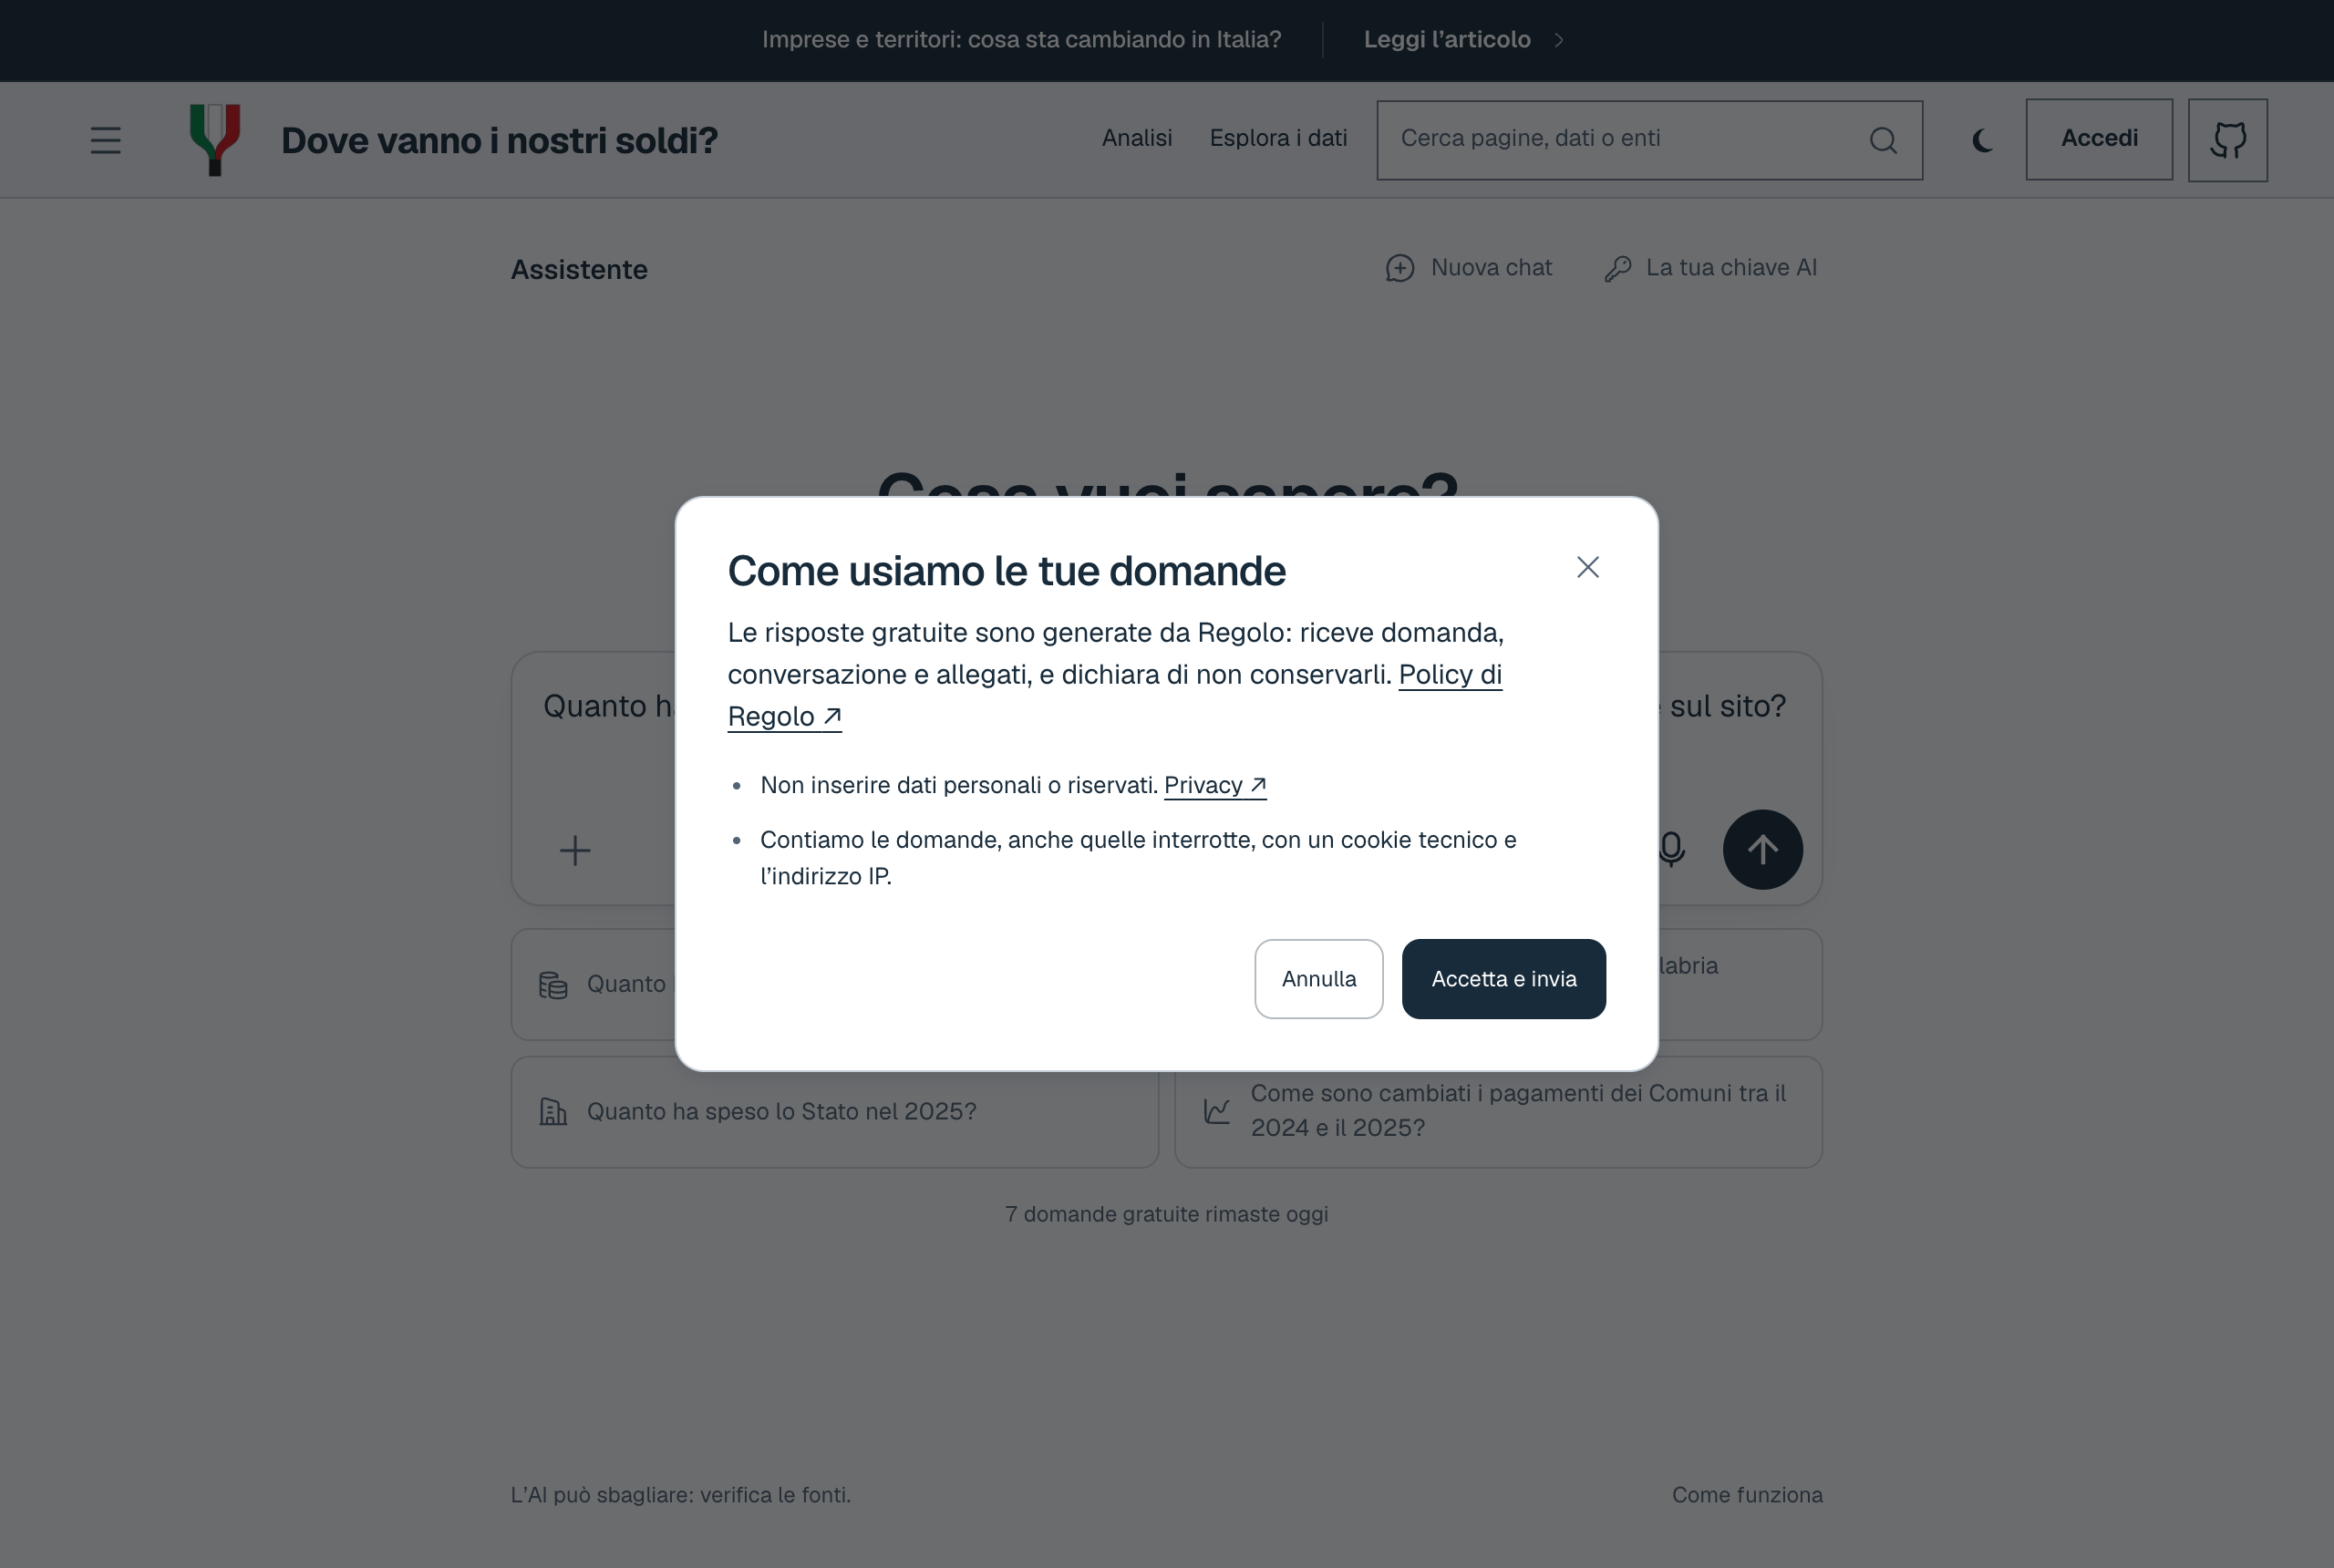 Imprese e territori: cosa sta cambiando in Italia?
Leggi l’articolo
Dove vanno i nostri soldi?
Analisi
Esplora i dati
Cerca pagine, dati o enti
Accedi
Assistente
Nuova chat
La tua chiave AI
Cosa vuoi sapere?
Come usiamo le tue domande
Le risposte gratuite sono generate da Regolo: riceve domanda,
conversazione e allegati, e dichiara di non conservarli. Policy di
Regolo
Non inserire dati personali o riservati. Privacy
Contiamo le domande, anche quelle interrotte, con un cookie tecnico e
l’indirizzo IP.
Annulla
Accetta e invia
Quanto
sul sito?
Quanto
Quanto ha speso lo Stato nel 2025?
Come sono cambiati i pagamenti dei Comuni tra il
2024 e il 2025?
7 domande gratuite rimaste oggi
L’AI può sbagliare: verifica le fonti.
Come funziona